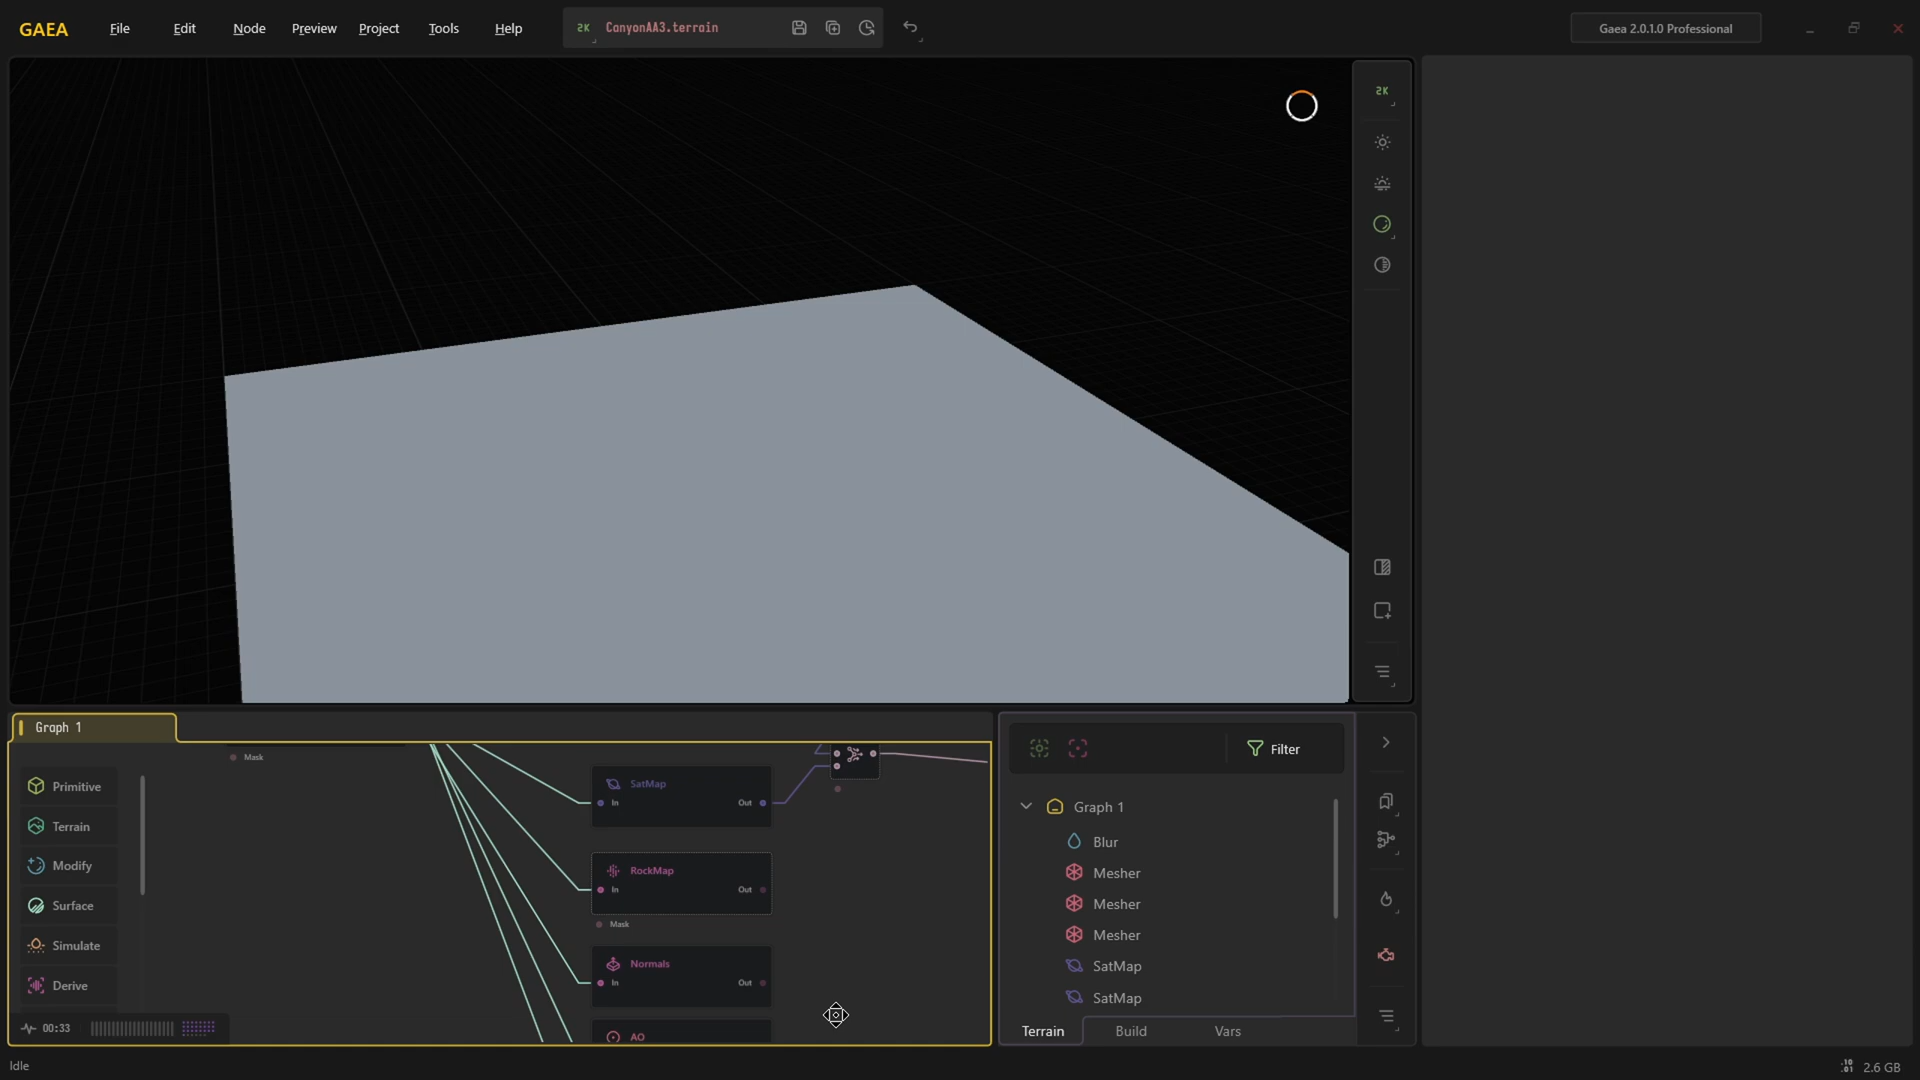 GAEA
File
Edit
Node
Preview
Project
Tools
Help
2K
CanyonAA3.terrain
Gaea 2.0.1.0 Professional
2K
Graph 1
Mask
Primitive
Terrain
Modify
Surface
Simulate
Derive
00:33
SatMap
In
Out
RockMap
In
Out
Mask
Normals
In
Out
AO
Filter
Graph 1
Blur
Mesher
Mesher
Mesher
SatMap
SatMap
Terrain
Build
Vars
Idle
2.6 GB